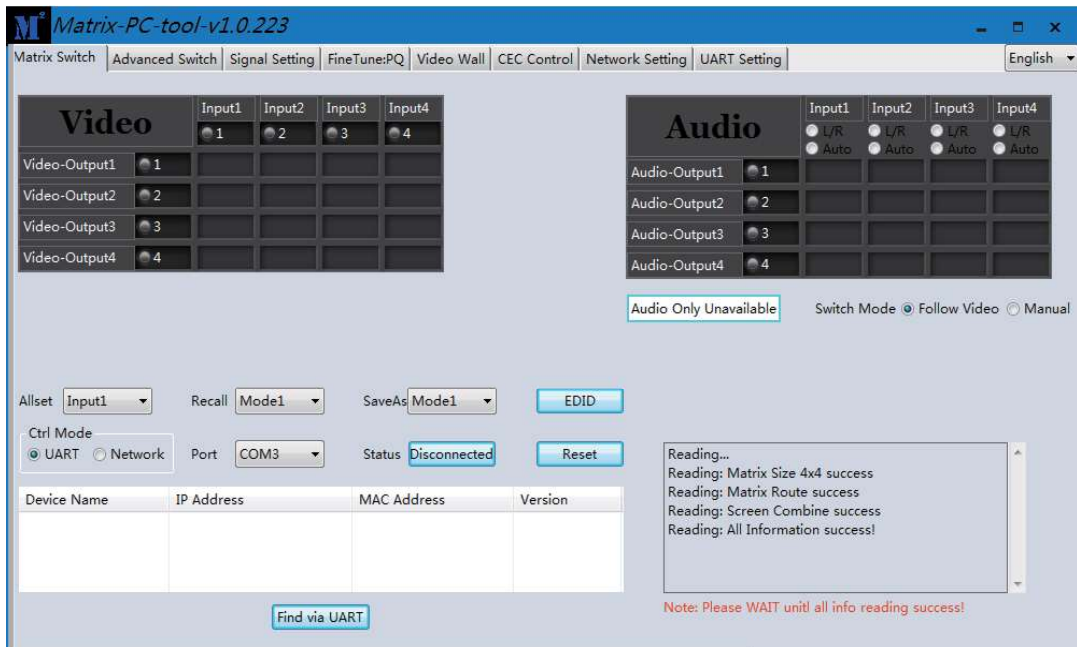 M² Matrix-PC-tool-v1.0.223
Matrix Switch Advanced Switch Signal Setting FineTune:PQ Video Wall CEC Control Network Setting UART Setting English
Video Input1 Input2 Input3 Input4
1 2 3 4
Video-Output1 1
Video-Output2 2
Video-Output3 3
Video-Output4 4
Audio Input1 Input2 Input3 Input4
L/R L/R L/R L/R
Auto Auto Auto Auto
Audio-Output1 1
Audio-Output2 2
Audio-Output3 3
Audio-Output4 4
Audio Only Unavailable Switch Mode Follow Video Manual
Allset Input1 Recall Mode1 SaveAs Mode1 EDID
Ctrl Mode
UART Network Port COM3 Status Disconnected Reset
Device Name IP Address MAC Address Version
Find via UART
Reading...
Reading: Matrix Size 4x4 success
Reading: Matrix Route success
Reading: Screen Combine success
Reading: All Information success!
Note: Please WAIT unitl all info reading success!